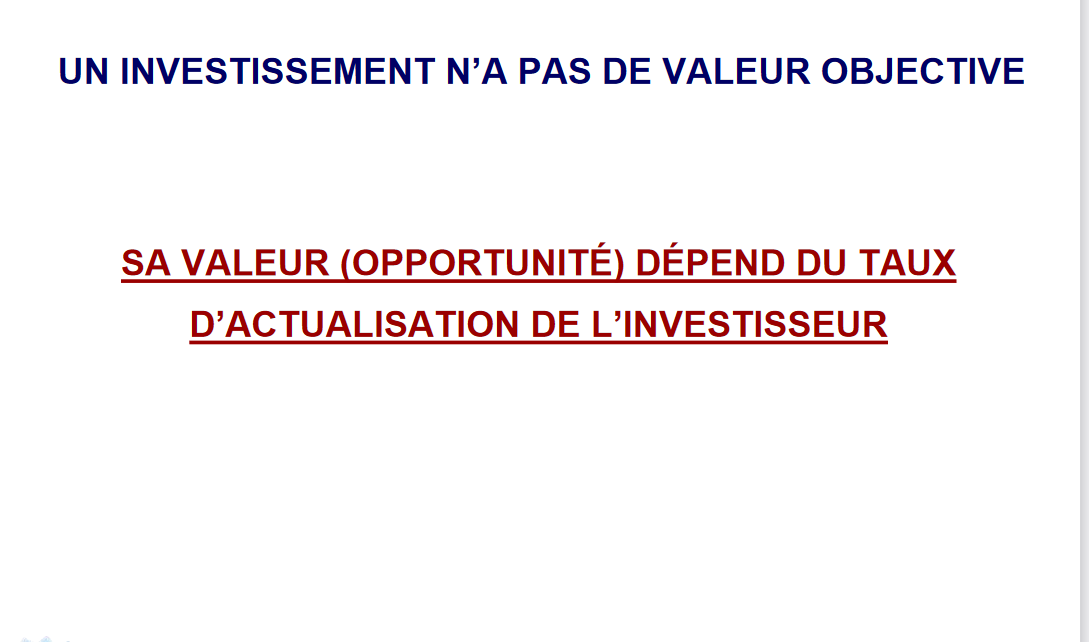 UN INVESTISSEMENT N’A PAS DE VALEUR OBJECTIVE
SA VALEUR (OPPORTUNITÉ) DÉPEND DU TAUX
D’ACTUALISATION DE L’INVESTISSEUR